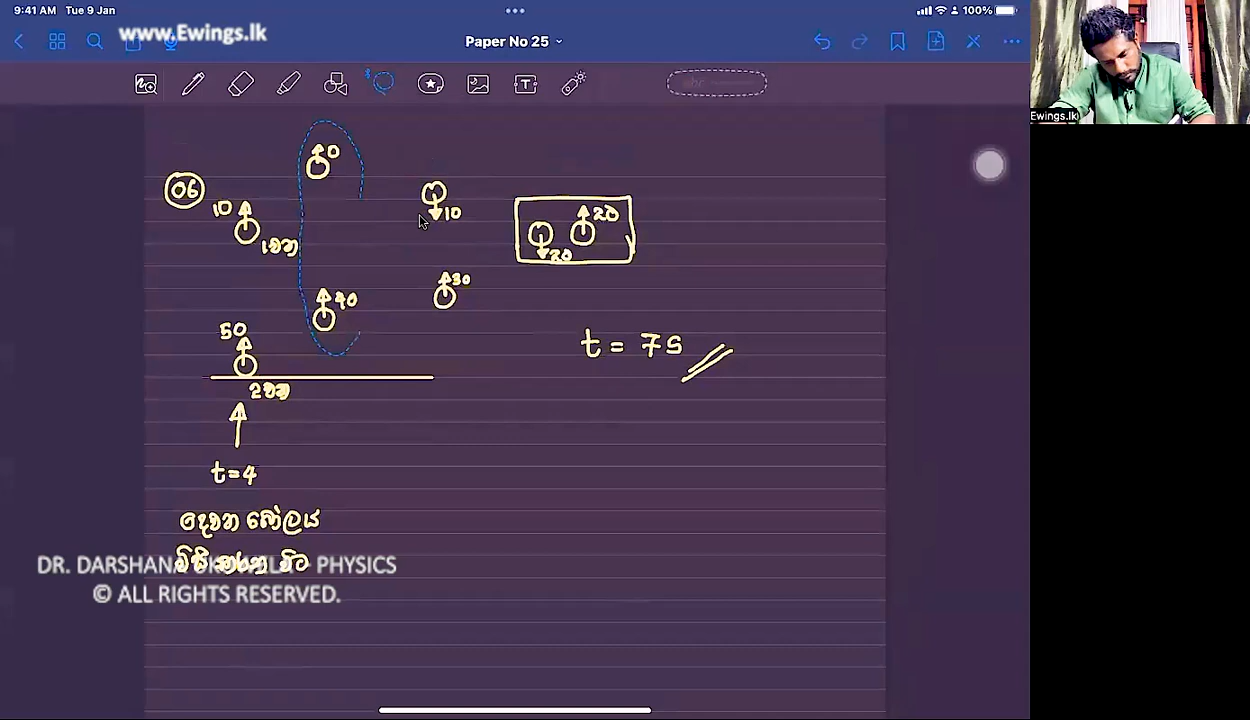 9:41 AM Tue 9 Jan
100%
www.Ewings.lk
Paper No 25
Ewings.lk
06
0
10
10
1වන
20
20
40
30
50
t = 7s
2වන
t=4
දෙවන බෝලය
DR. DARSHANA - PHYSICS
© ALL RIGHTS RESERVED.